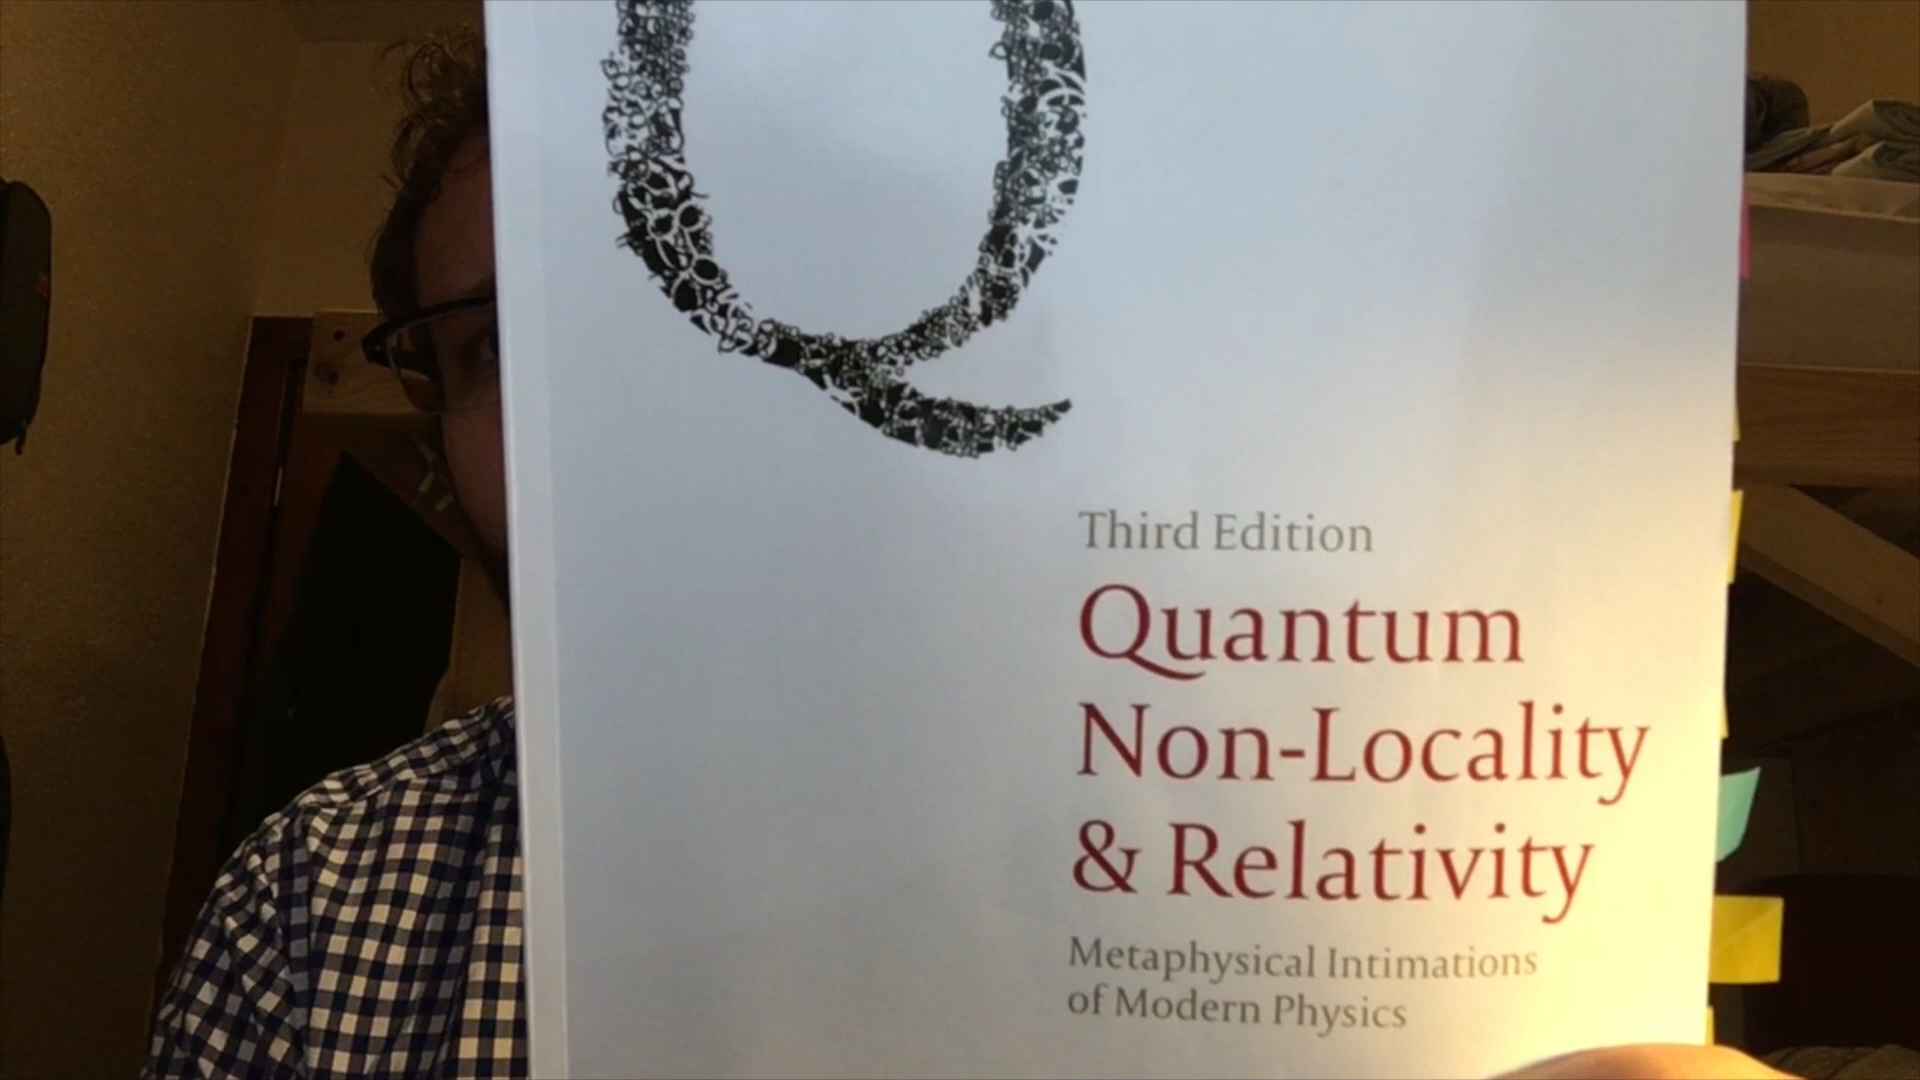 Third Edition
Quantum
Non-Locality
& Relativity
Metaphysical Intimations
of Modern Physics